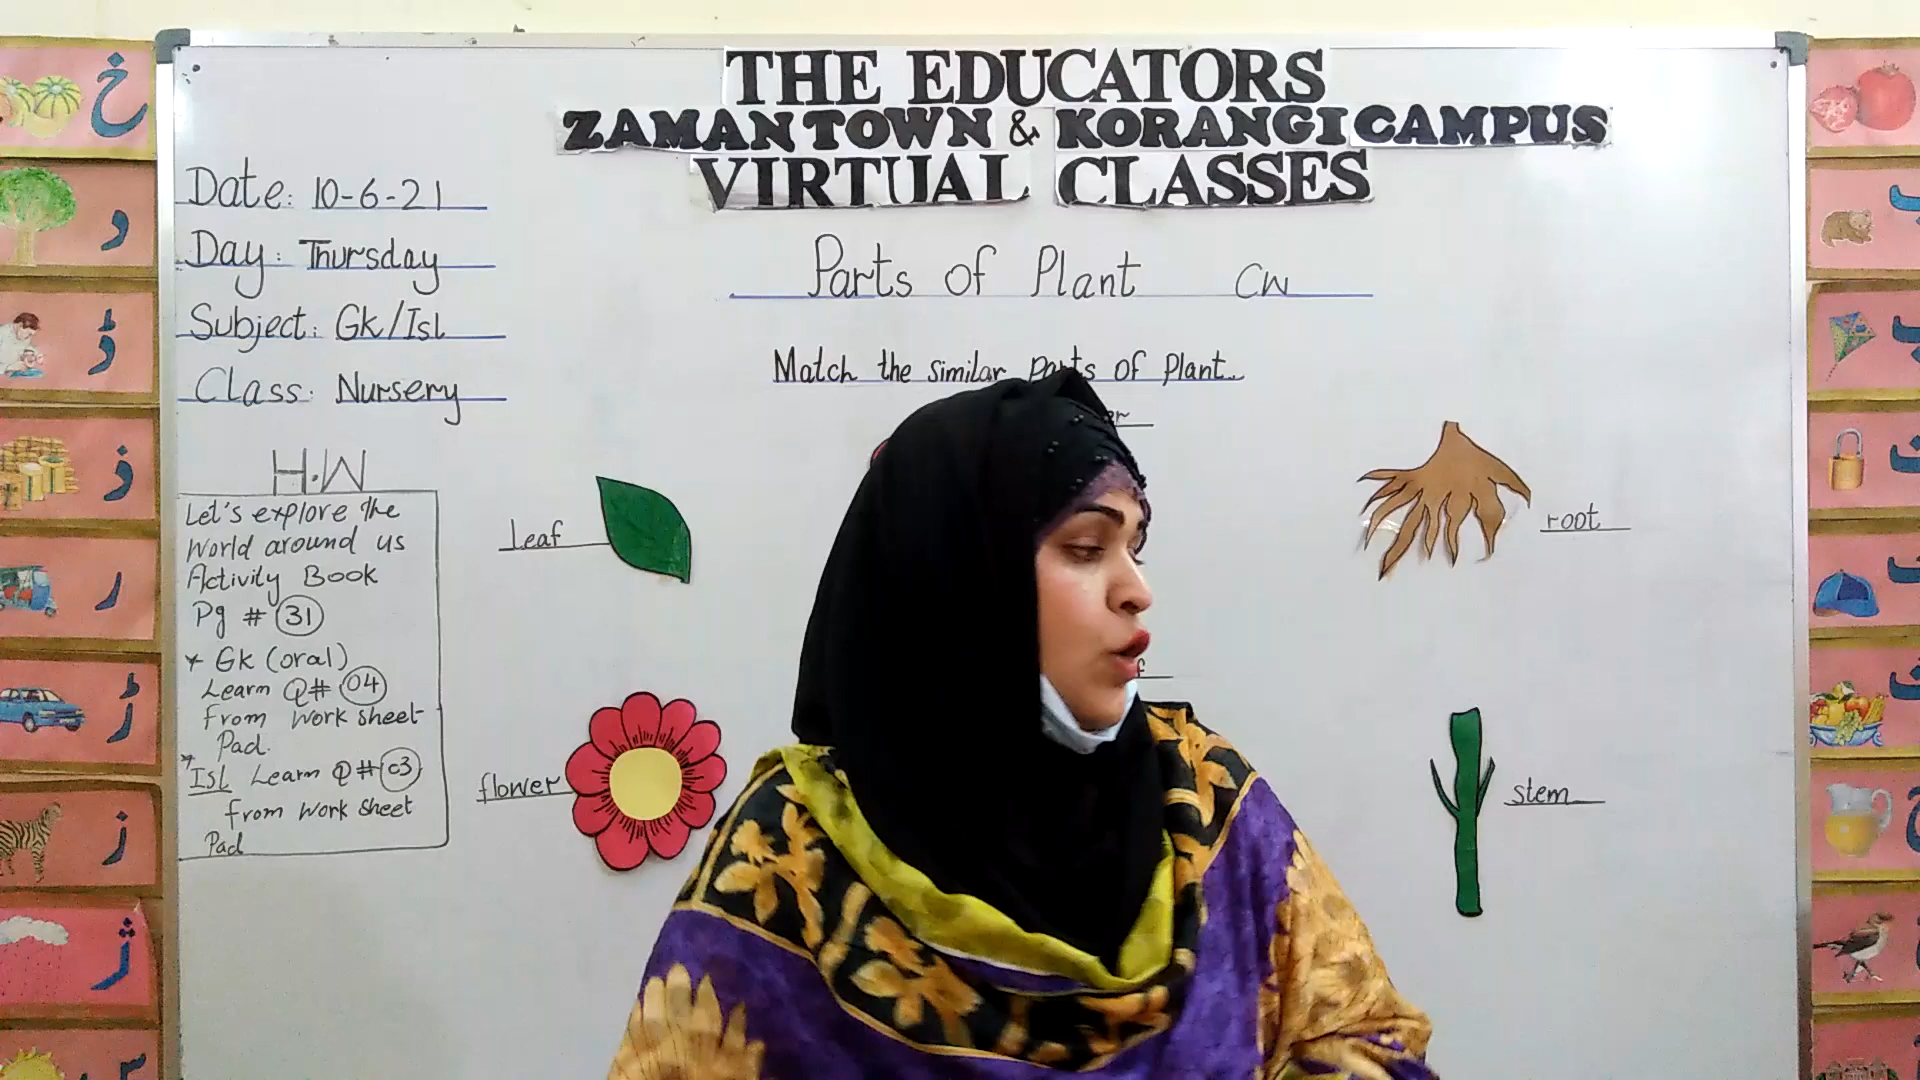 THE EDUCATORS
ZAMAN TOWN & KORANGI CAMPUS
VIRTUAL CLASSES
Date: 10-6-21
Day: Thursday
Subject: Gk/Isl
Class: Nursery
Parts of Plant CW
Match the similar parts of Plant.
H.W
Let's explore the
World around us
Activity Book
Pg # 31
* Gk (oral)
Learn Q# 04
from Work sheet
Pad.
* Isl Learn Q# 03
from Work sheet
Pad
leaf
root
flower
stem
خ
د
ڈ
ذ
ر
ڑ
ز
ژ